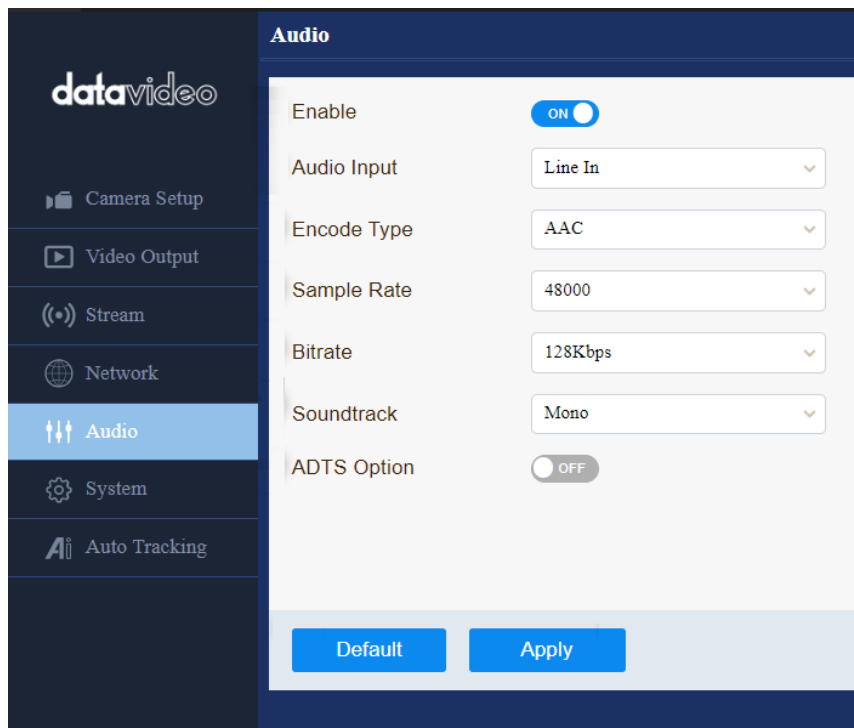 Audio
datavideo
Camera Setup
Video Output
Stream
Network
Audio
System
Ai Auto Tracking
Enable ON
Audio Input Line In
Encode Type AAC
Sample Rate 48000
Bitrate 128Kbps
Soundtrack Mono
ADTS Option OFF
Default Apply